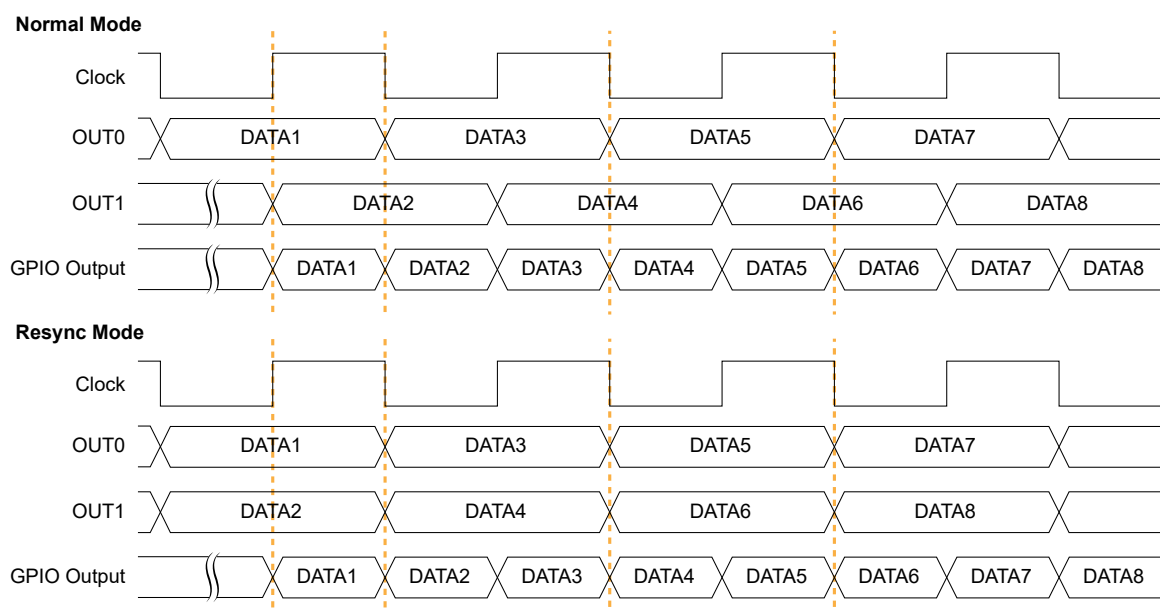 Normal Mode
Clock
OUT0 DATA1 DATA3 DATA5 DATA7
OUT1 DATA2 DATA4 DATA6 DATA8
GPIO Output DATA1 DATA2 DATA3 DATA4 DATA5 DATA6 DATA7 DATA8
Resync Mode
Clock
OUT0 DATA1 DATA3 DATA5 DATA7
OUT1 DATA2 DATA4 DATA6 DATA8
GPIO Output DATA1 DATA2 DATA3 DATA4 DATA5 DATA6 DATA7 DATA8